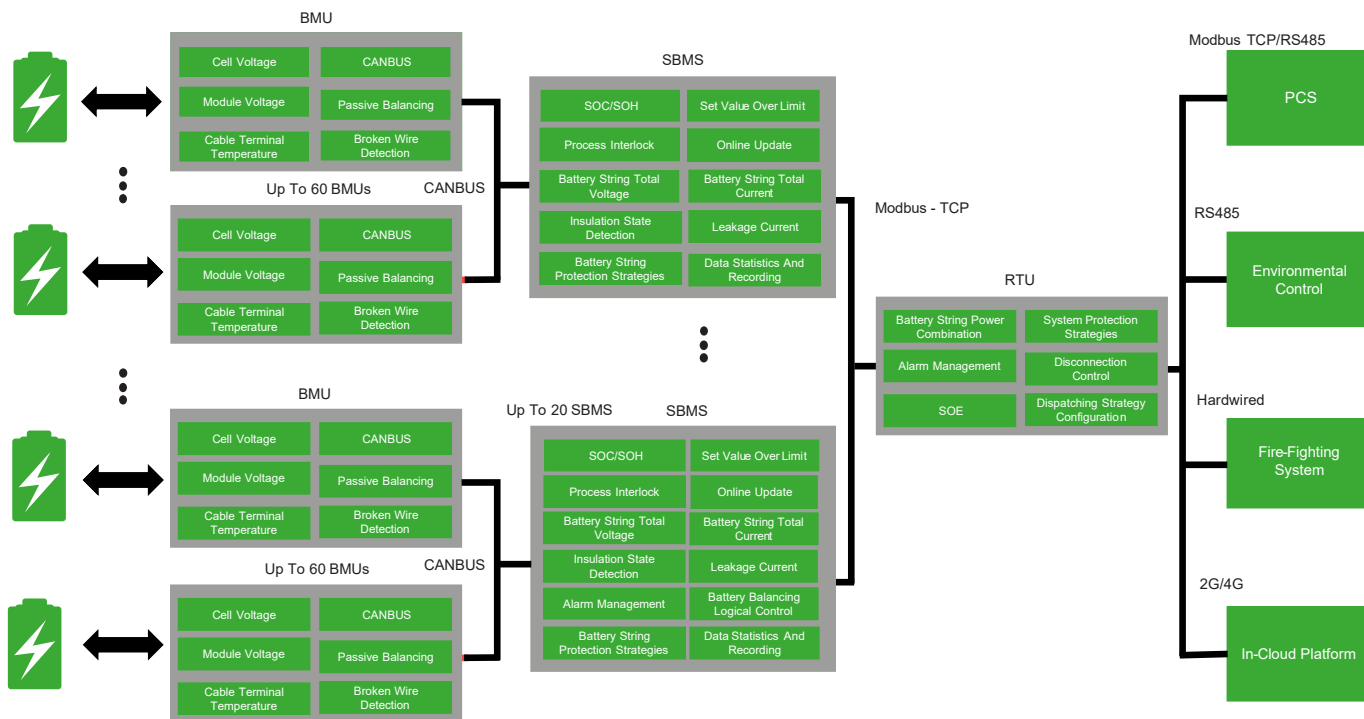 BMU
Cell Voltage
CANBUS
Module Voltage
Passive Balancing
Cable Terminal
Temperature
Broken Wire
Detection
Up To 60 BMUs
Cell Voltage
CANBUS
Module Voltage
Passive Balancing
Cable Terminal
Temperature
Broken Wire
Detection
CANBUS
BMU
Cell Voltage
CANBUS
Module Voltage
Passive Balancing
Cable Terminal
Temperature
Broken Wire
Detection
Up To 60 BMUs
Cell Voltage
CANBUS
Module Voltage
Passive Balancing
Cable Terminal
Temperature
Broken Wire
Detection
CANBUS
SBMS
SOC/SOH
Set Value Over Limit
Process Interlock
Online Update
Battery String Total
Voltage
Battery String Total
Current
Insulation State
Detection
Leakage Current
Battery String
Protection Strategies
Data Statistics And
Recording
Up To 20 SBMS
SBMS
SOC/SOH
Set Value Over Limit
Process Interlock
Online Update
Battery String Total
Voltage
Battery String Total
Current
Insulation State
Detection
Leakage Current
Alarm Management
Battery Balancing
Logical Control
Battery String
Protection Strategies
Data Statistics And
Recording
Modbus - TCP
RTU
Battery String Power
Combination
System Protection
Strategies
Alarm Management
Disconnection
Control
SOE
Dispatching Strategy
Configuration
Modbus TCP/RS485
PCS
RS485
Environmental
Control
Hardwired
Fire-Fighting
System
2G/4G
In-Cloud Platform